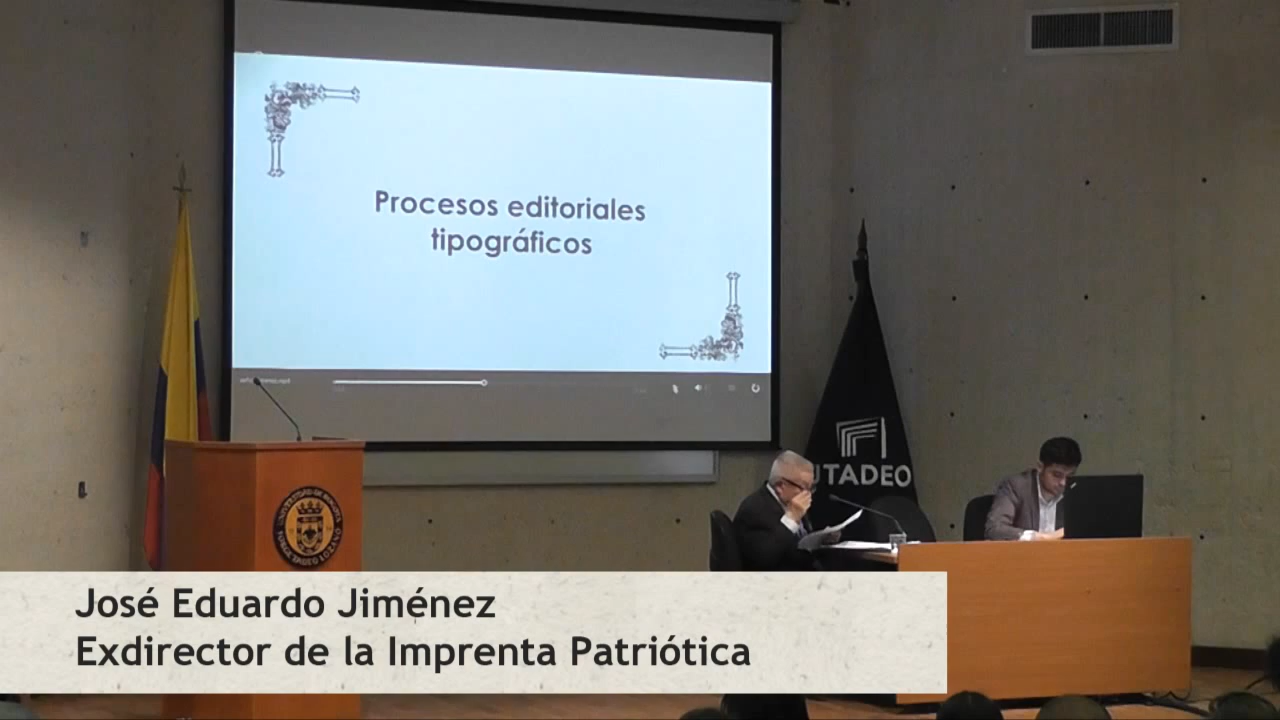 Procesos editoriales
tipográficos
UTADEO
José Eduardo Jiménez
Exdirector de la Imprenta Patriótica